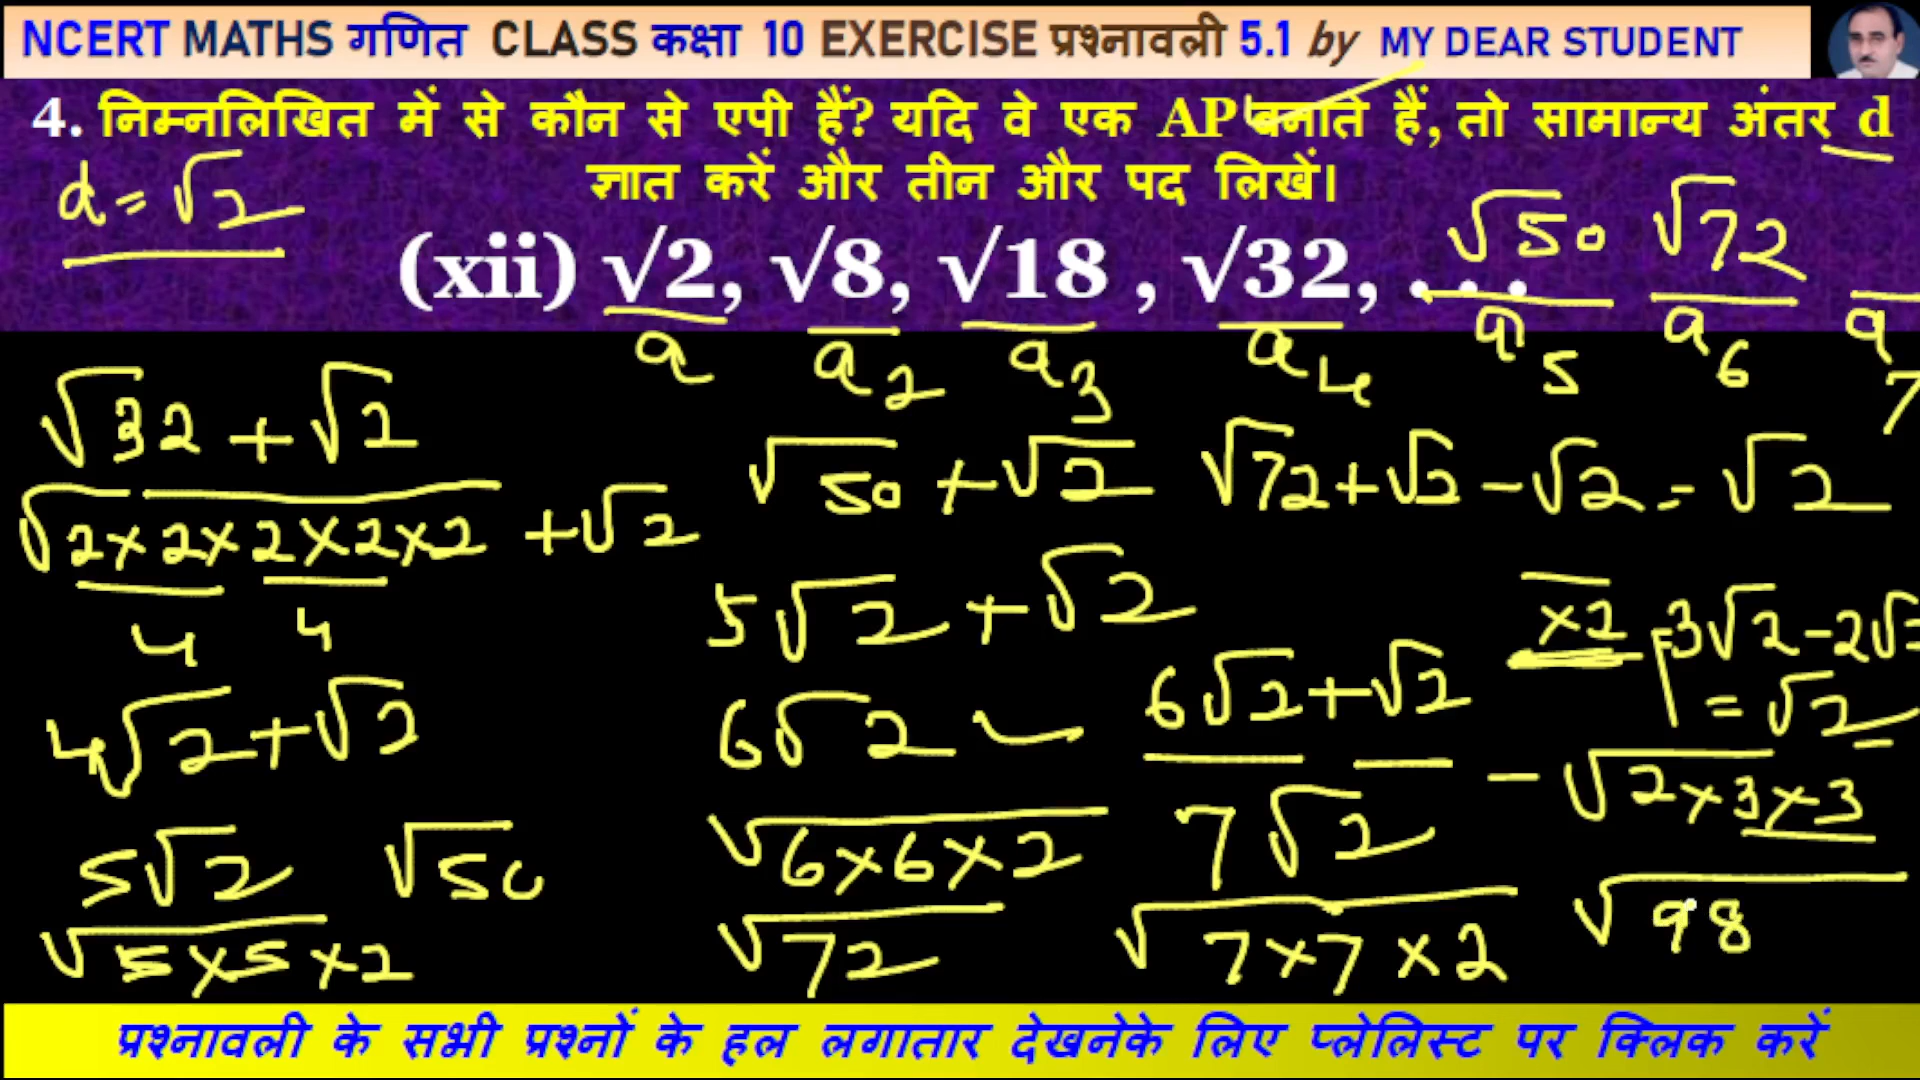 NCERT MATHS गणित CLASS कक्षा 10 EXERCISE प्रश्नावली 5.1 by MY DEAR STUDENT
4. निम्नलिखित में से कौन से एपी हैं? यदि वे एक AP बनाते हैं, तो सामान्य अंतर d
ज्ञात करें और तीन और पद लिखें।
d = √2
(xii) √2, √8, √18 , √32, . . . √50 √72
a a2 a3 a4 a5 a6 a7
√32 + √2
√2×2×2×2×2 + √2
4 4
4√2 + √2
5√2 √50
√5×5×2
√50 + √2
5√2 + √2
6√2
√6×6×2
√72
√72 + √2 - √2 = √2
6√2 + √2
7√2
√7×7×2
×2
3√2 - 2√2
= √2
- √2×3×3
√98
प्रश्नावली के सभी प्रश्नों के हल लगातार देखनेके लिए प्लेलिस्ट पर क्लिक करें